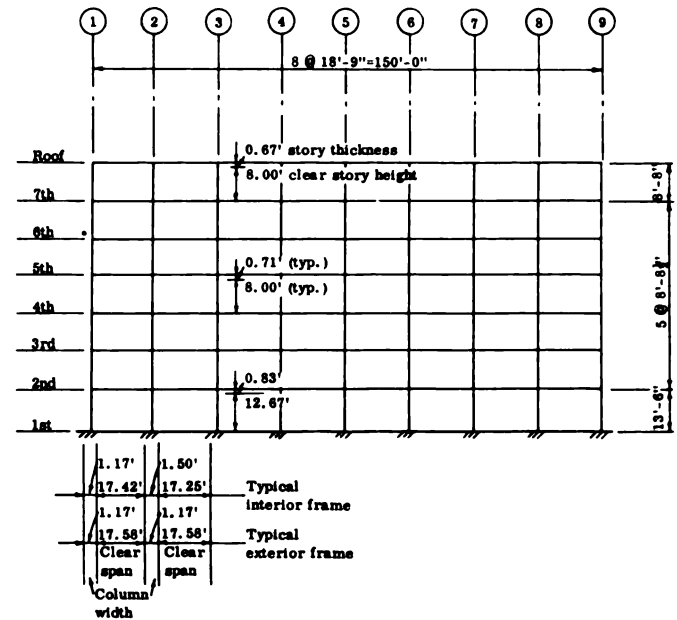 1 2 3 4 5 6 7 8 9
8 @ 18'-9"=150'-0"
Roof
0.67' story thickness
8.00' clear story height
8'-8"
7th
6th
5th
0.71' (typ.)
8.00' (typ.)
4th
5 @ 8'-8½"
3rd
2nd
0.83'
12.67'
13'-6"
1st
1.17' 1.50'
17.42' 17.25'
Typical
interior frame
1.17' 1.17'
17.58' 17.58'
Typical
exterior frame
Clear Clear
span span
Column
width